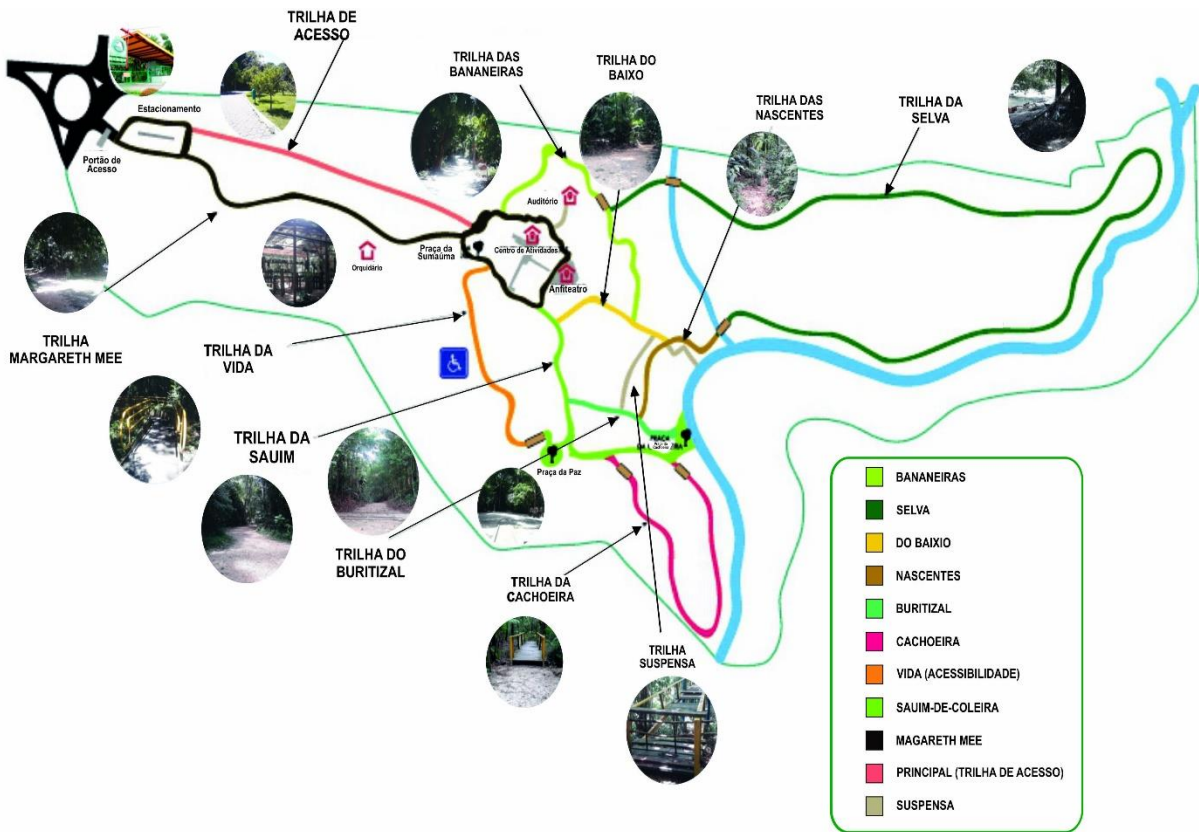 TRILHA DE
ACESSO
TRILHA DAS
BANANEIRAS
TRILHA DO
BAIXO
TRILHA DAS
NASCENTES
TRILHA DA
SELVA
Estacionamento
Portão de
Acesso
Auditório
Praça da
Sumaúma
Centro de Atividades
Orquidário
Anfiteatro
TRILHA
MARGARETH MEE
TRILHA DA
VIDA
TRILHA DA
SAUIM
PRAÇA
Praça da Paz
TRILHA DO
BURITIZAL
TRILHA DA
CACHOEIRA
TRILHA
SUSPENSA
BANANEIRAS
SELVA
DO BAIXIO
NASCENTES
BURITIZAL
CACHOEIRA
VIDA (ACESSIBILIDADE)
SAUIM-DE-COLEIRA
MAGARETH MEE
PRINCIPAL (TRILHA DE ACESSO)
SUSPENSA